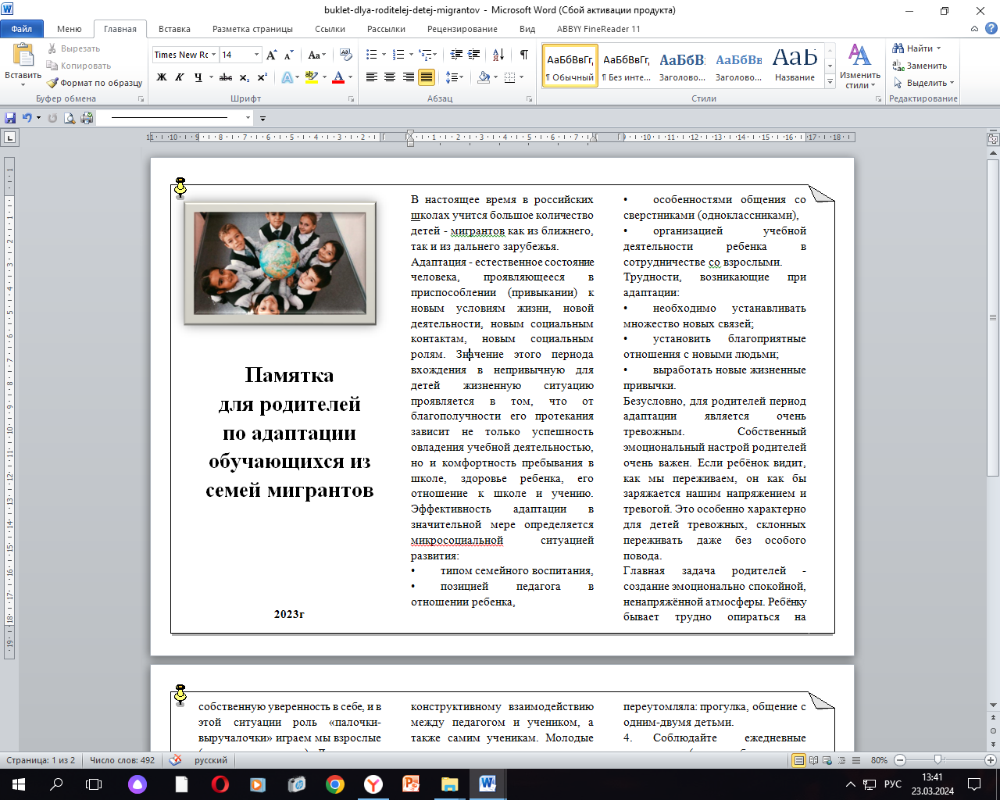 buklet-dlya-roditelej-detej-migrantov - Microsoft Word (Сбой активации продукта)
Файл Меню Главная Вставка Разметка страницы Ссылки Рассылки Рецензирование Вид ABBYY FineReader 11
Вставить
Вырезать
Копировать
Формат по образцу
Буфер обмена
Times New Rc 14
Ж К Ч abc x₂ x²
Шрифт
Абзац
АаБбВвГг, АаБбВвГг, АаБбВ АаБбВв АаБ
¶ Обычный ¶ Без инте... Заголово... Заголово... Название
Стили
Изменить стили
Найти
Заменить
Выделить
Редактирование
Памятка
для родителей
по адаптации
обучающихся из
семей мигрантов
2023г
В настоящее время в российских
школах учится большое количество
детей - мигрантов как из ближнего,
так и из дальнего зарубежья.
Адаптация - естественное состояние
человека, проявляющееся в
приспособлении (привыкании) к
новым условиям жизни, новой
деятельности, новым социальным
контактам, новым социальным
ролям. Значение этого периода
вхождения в непривычную для
детей жизненную ситуацию
проявляется в том, что от
благополучности его протекания
зависит не только успешность
овладения учебной деятельностью,
но и комфортность пребывания в
школе, здоровье ребенка, его
отношение к школе и учению.
Эффективность адаптации в
значительной мере определяется
микросоциальной ситуацией
развития:
• типом семейного воспитания,
• позицией педагога в
отношении ребенка,
• особенностями общения со
сверстниками (одноклассниками),
• организацией учебной
деятельности ребенка в
сотрудничестве со взрослыми.
Трудности, возникающие при
адаптации:
• необходимо устанавливать
множество новых связей;
• установить благоприятные
отношения с новыми людьми;
• выработать новые жизненные
привычки.
Безусловно, для родителей период
адаптации является очень
тревожным. Собственный
эмоциональный настрой родителей
очень важен. Если ребёнок видит,
как мы переживаем, он как бы
заряжается нашим напряжением и
тревогой. Это особенно характерно
для детей тревожных, склонных
переживать даже без особого
повода.
Главная задача родителей -
создание эмоционально спокойной,
ненапряжённой атмосферы. Ребёнку
бывает трудно опираться на
собственную уверенность в себе, и в
этой ситуации роль «палочки-
выручалочки» играем мы взрослые
конструктивному взаимодействию
между педагогом и учеником, а
также самим учеником. Молодые
переутомляла: прогулка, общение с
одним-двумя детьми.
4. Соблюдайте ежедневные
Страница: 1 из 2 Число слов: 492 русский 80%
РУС
13:41
23.03.2024